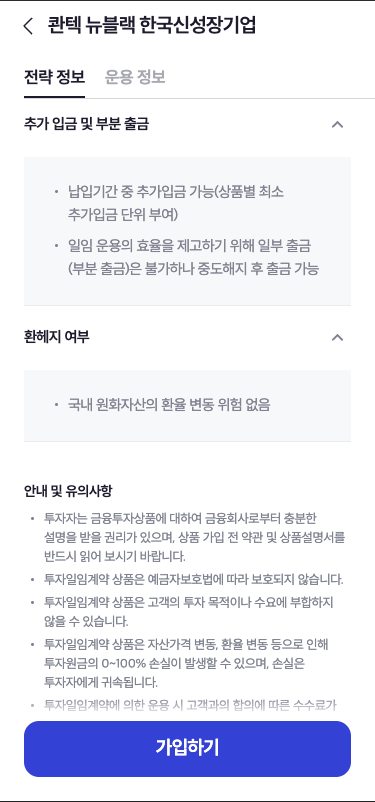 콴텍 뉴블랙 한국신성장기업
전략 정보 운용 정보
추가 입금 및 부분 출금
• 납입기간 중 추가입금 가능(상품별 최소
추가입금 단위 부여)
• 일임 운용의 효율을 제고하기 위해 일부 출금
(부분 출금)은 불가하나 중도해지 후 출금 가능
환헤지 여부
• 국내 원화자산의 환율 변동 위험 없음
안내 및 유의사항
• 투자자는 금융투자상품에 대하여 금융회사로부터 충분한
설명을 받을 권리가 있으며, 상품 가입 전 약관 및 상품설명서를
반드시 읽어 보시기 바랍니다.
• 투자일임계약 상품은 예금자보호법에 따라 보호되지 않습니다.
• 투자일임계약 상품은 고객의 투자 목적이나 수요에 부합하지
않을 수 있습니다.
• 투자일임계약 상품은 자산가격 변동, 환율 변동 등으로 인해
투자원금의 0~100% 손실이 발생할 수 있으며, 손실은
투자자에게 귀속됩니다.
• 투자일임계약에 의한 운용 시 고객과의 합의에 따른 수수료가
가입하기